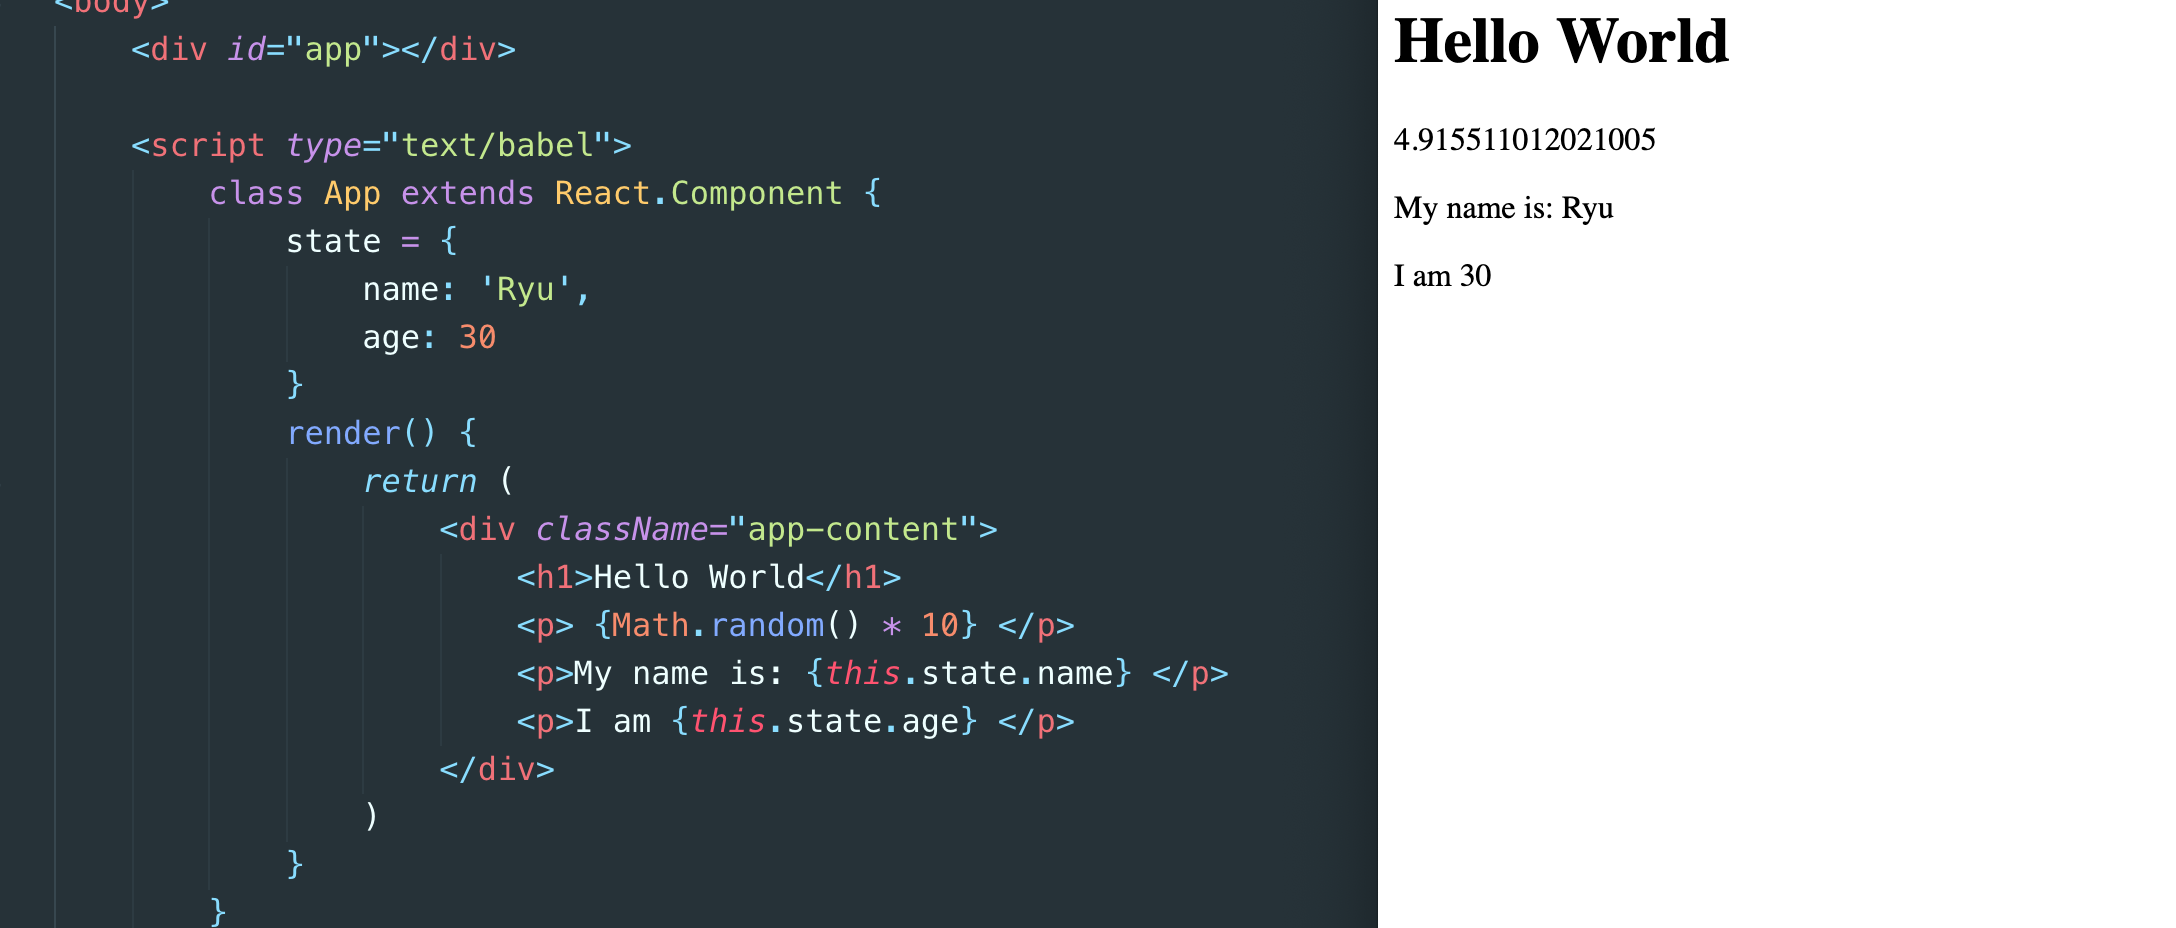 <body>
<div id="app"></div>
<script type="text/babel">
class App extends React.Component {
state = {
name: 'Ryu',
age: 30
}
render() {
return (
<div className="app-content">
<h1>Hello World</h1>
<p> {Math.random() * 10} </p>
<p>My name is: {this.state.name} </p>
<p>I am {this.state.age} </p>
</div>
)
}
}
Hello World
4.915511012021005
My name is: Ryu
I am 30